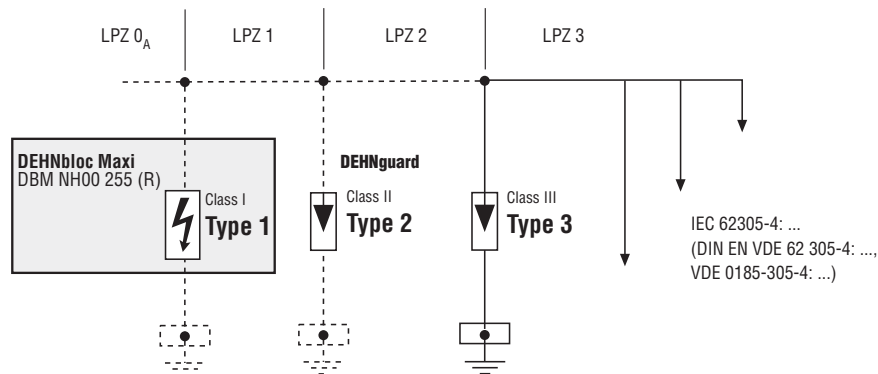 LPZ 0A LPZ 1 LPZ 2 LPZ 3
DEHNbloc Maxi
DBM NH00 255 (R)
Class I
Type 1
DEHNguard
Class II
Type 2
Class III
Type 3
IEC 62305-4: ...
(DIN EN VDE 62 305-4: ...,
VDE 0185-305-4: ...)